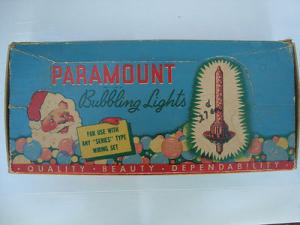 PARAMOUNT
Bubbling Lights
FOR USE WITH
ANY "SERIES" TYPE
WIRING SET
QUALITY - BEAUTY - DEPENDABILITY